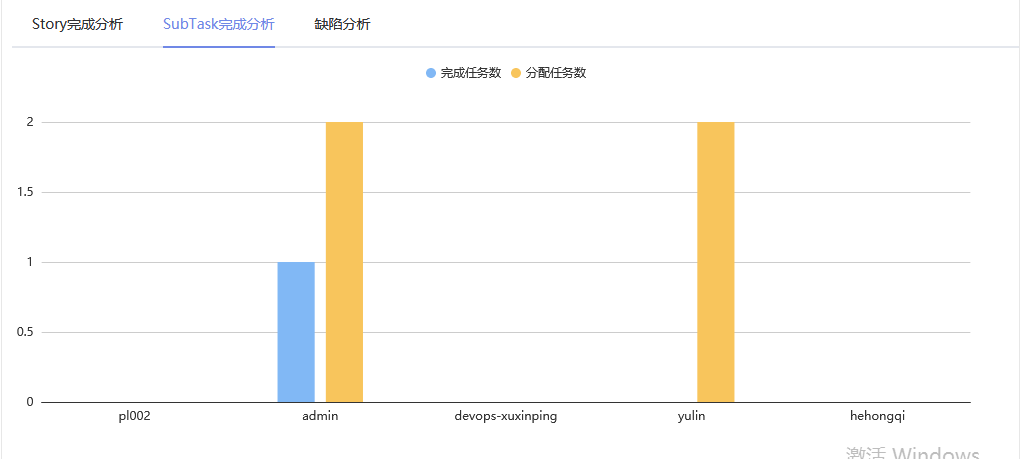 Story完成分析 SubTask完成分析 缺陷分析
完成任务数 分配任务数
2
1.5
1
0.5
0
pl002 admin devops-xuxinping yulin hehongqi
激活 Windows